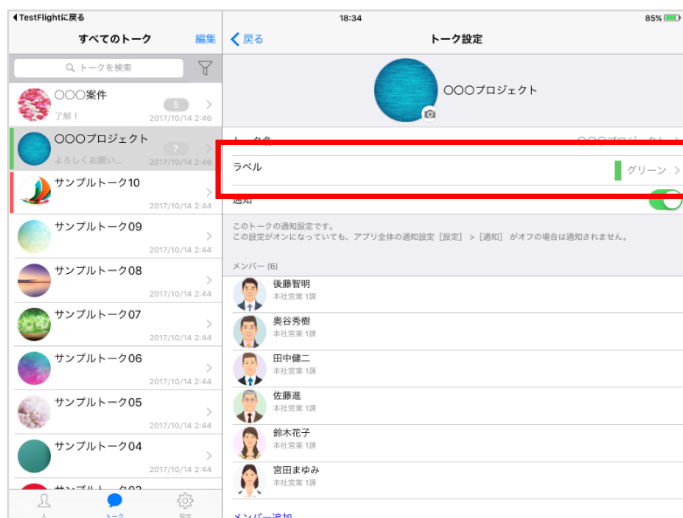 TestFlightに戻る
18:34
85%
すべてのトーク
編集
戻る
トーク設定
トークを検索
〇〇〇案件
5
了解！
2017/10/14 2:46
〇〇〇プロジェクト
7
よろしくお願い...
2017/10/14 2:46
サンプルトーク10
2017/10/14 2:44
サンプルトーク09
2017/10/14 2:44
サンプルトーク08
2017/10/14 2:44
サンプルトーク07
2017/10/14 2:44
サンプルトーク06
2017/10/14 2:44
サンプルトーク05
2017/10/14 2:44
サンプルトーク04
2017/10/14 2:44
〇〇〇プロジェクト
ラベル
グリーン
通知
このトークの通知設定です。
この設定がオンになっていても、アプリ全体の通知設定［設定］ > ［通知］ がオフの場合は通知されません。
メンバー (6)
後藤智明
本社営業 1課
奥谷秀樹
本社営業 1課
田中健二
本社営業 1課
佐藤進
本社営業 1課
鈴木花子
本社営業 1課
宮田まゆみ
本社営業 1課
メンバー追加